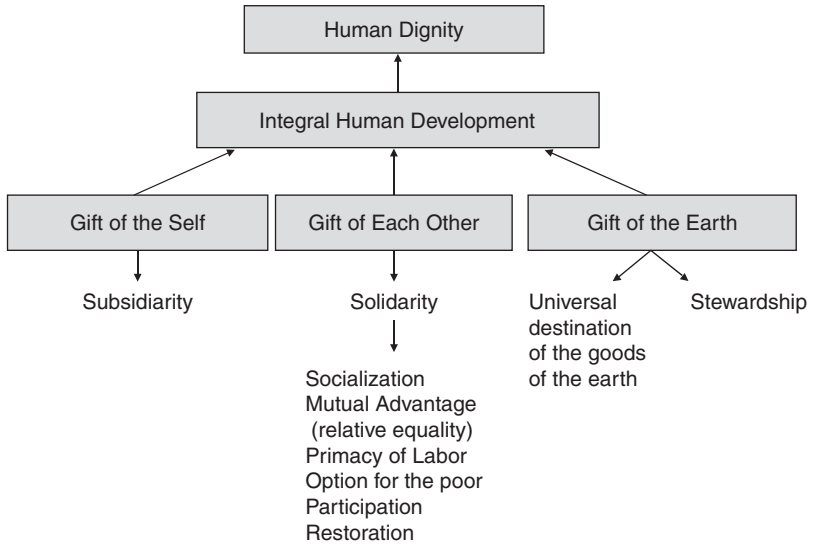 Human Dignity
Integral Human Development
Gift of the Self
Gift of Each Other
Gift of the Earth
Subsidiarity
Solidarity
Universal
destination
of the goods
of the earth
Stewardship
Socialization
Mutual Advantage
(relative equality)
Primacy of Labor
Option for the poor
Participation
Restoration